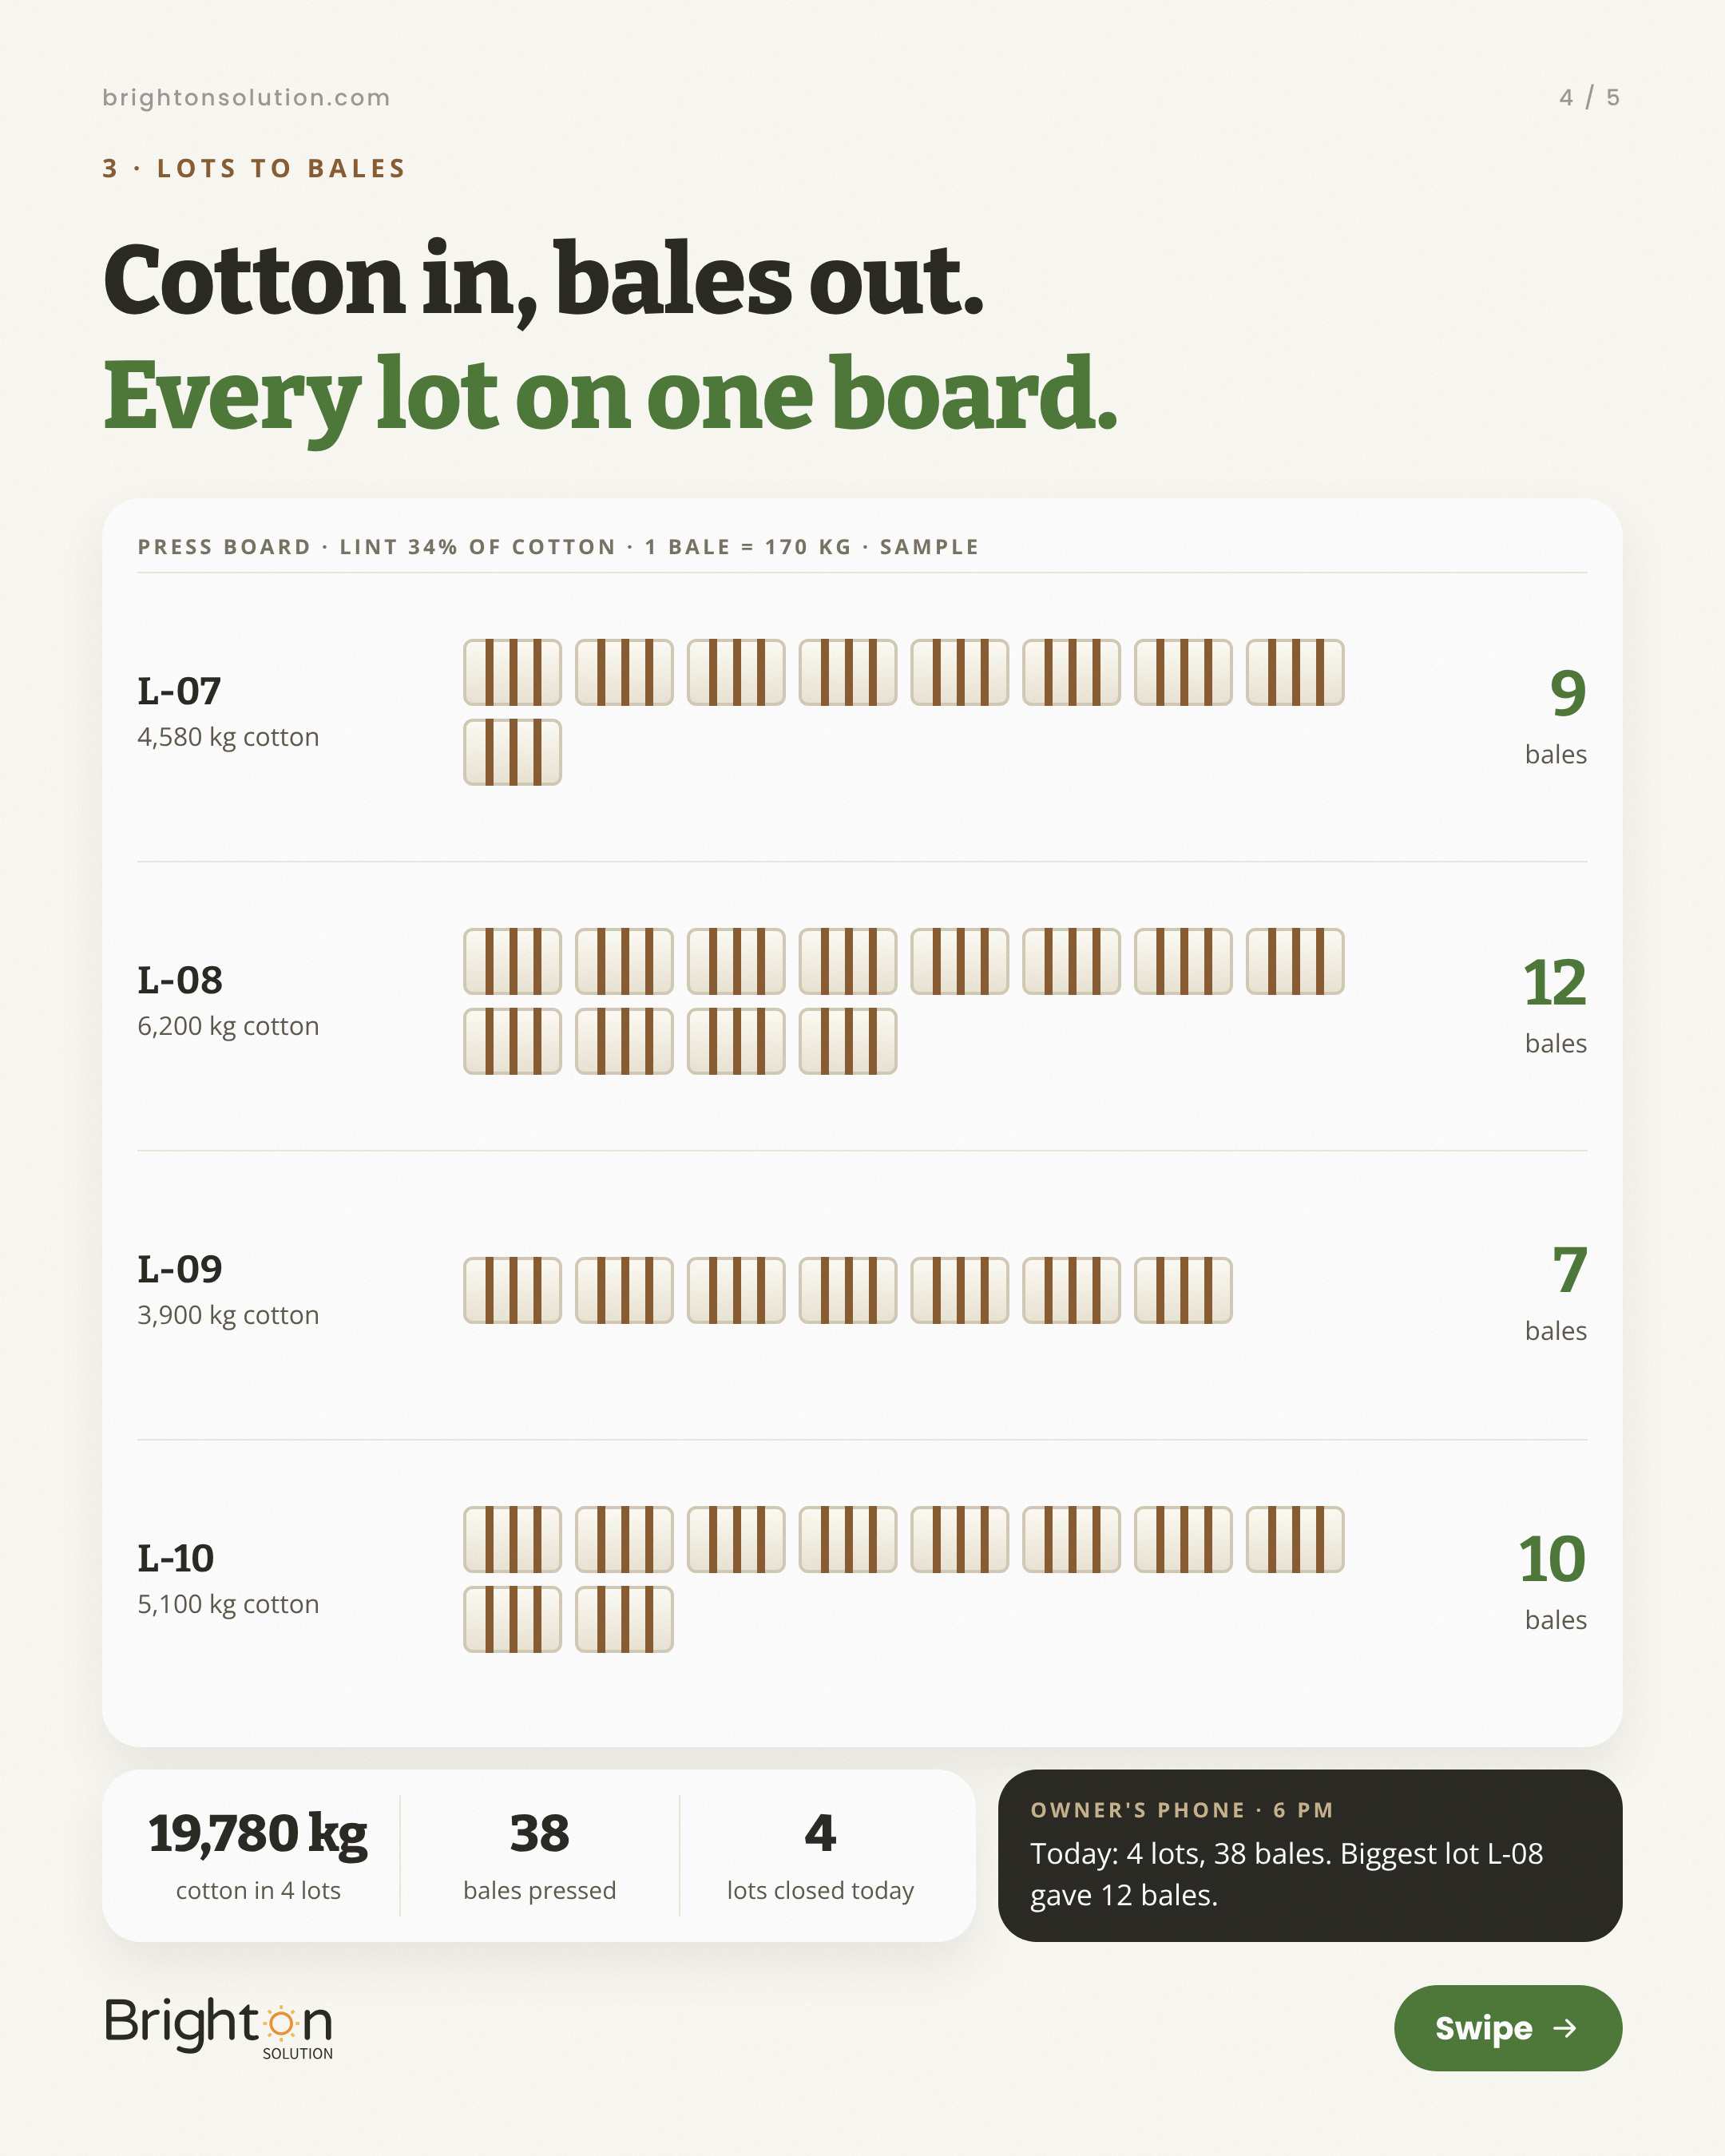 brightonsolution.com
4 / 5
3 · LOTS TO BALES
Cotton in, bales out.
Every lot on one board.
PRESS BOARD · LINT 34% OF COTTON · 1 BALE = 170 KG · SAMPLE
L-07
4,580 kg cotton
9
bales
L-08
6,200 kg cotton
12
bales
L-09
3,900 kg cotton
7
bales
L-10
5,100 kg cotton
10
bales
19,780 kg
cotton in 4 lots
38
bales pressed
4
lots closed today
OWNER'S PHONE · 6 PM
Today: 4 lots, 38 bales. Biggest lot L-08
gave 12 bales.
Brighton
SOLUTION
Swipe →